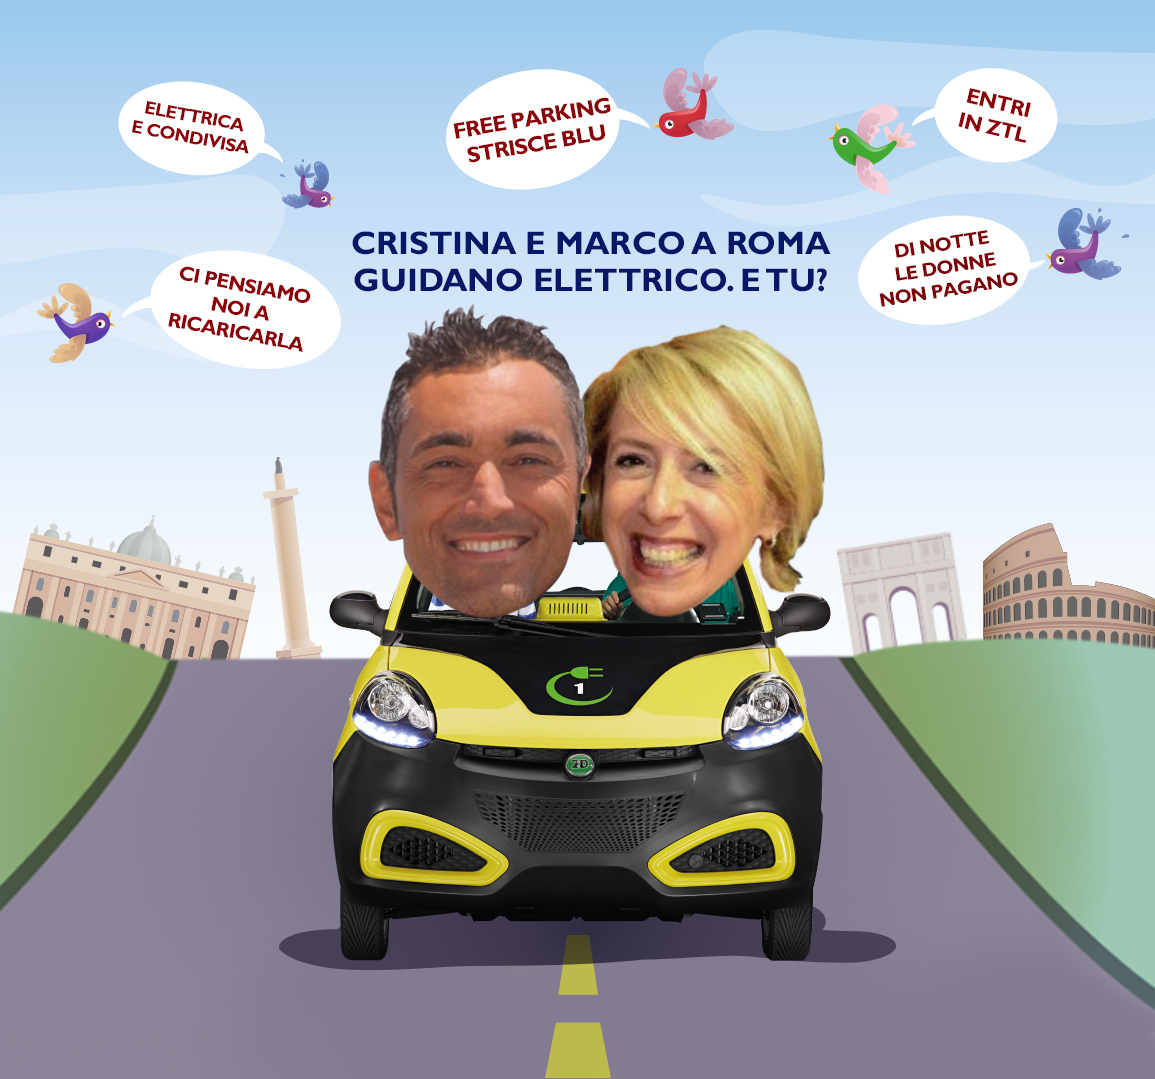 ELETTRICA
E CONDIVISA
FREE PARKING
STRISCE BLU
ENTRI
IN ZTL
CRISTINA E MARCO A ROMA
GUIDANO ELETTRICO. E TU?
DI NOTTE
LE DONNE
NON PAGANO
CI PENSIAMO
NOI A
RICARICARLA
1
ZD